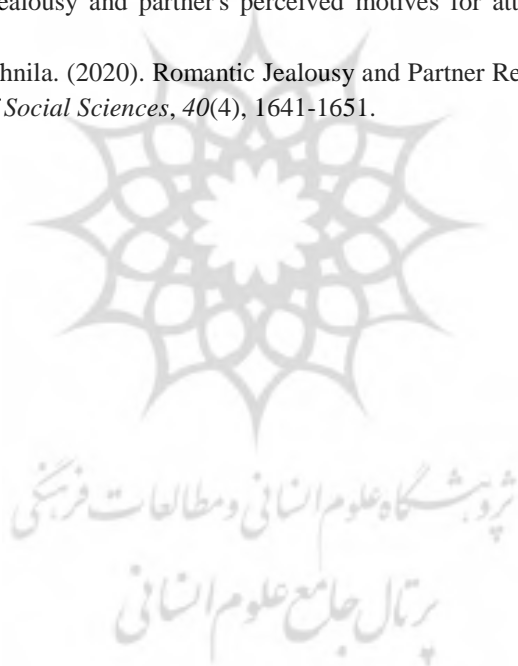 ealousy and partner's perceived motives for att
hnila. (2020). Romantic Jealousy and Partner Re
f Social Sciences, 40(4), 1641-1651.
پژوهشگاه علوم انسانی و مطالعات فرهنگی
پرتال جامع علوم انسانی